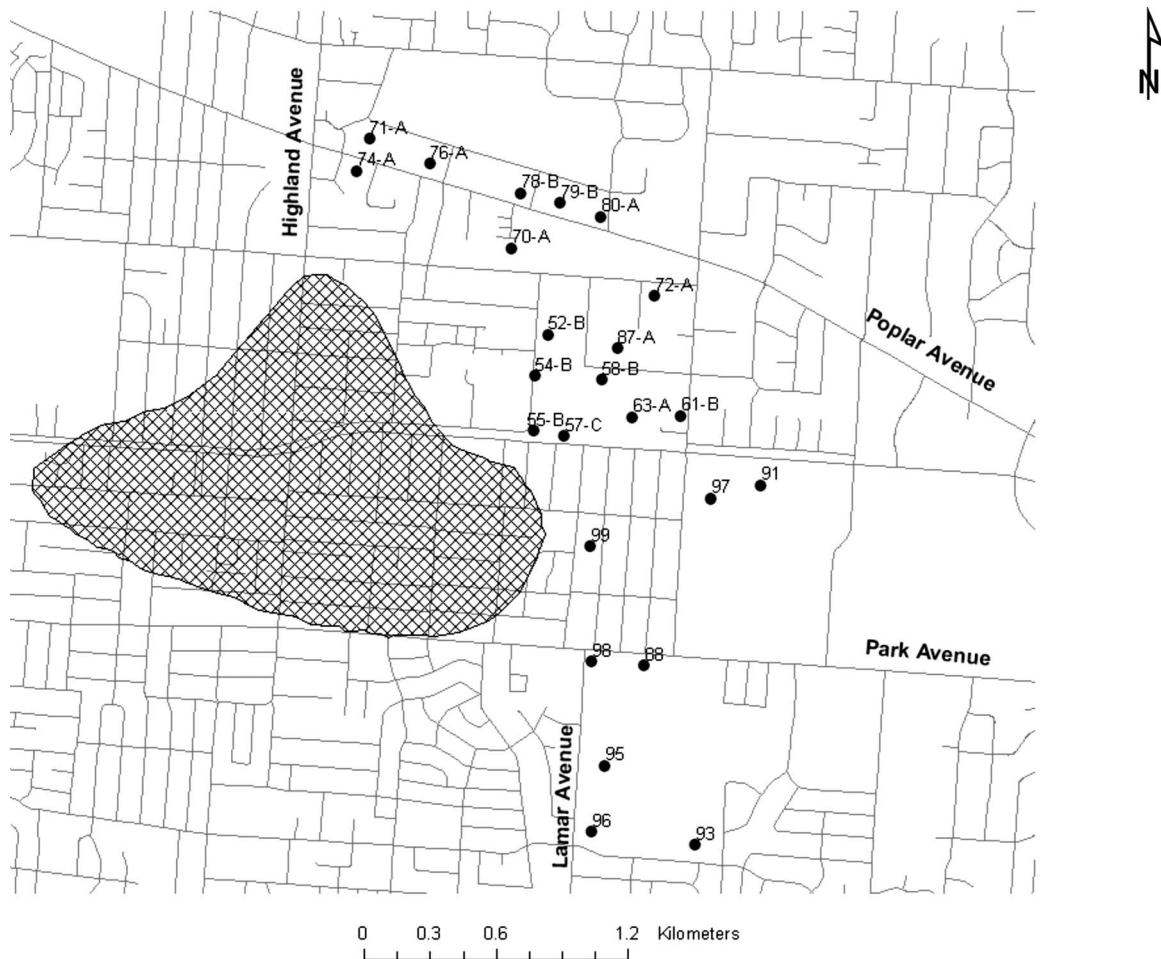 N
Highland Avenue
71-A
74-A
76-A
78-B
79-B
80-A
70-A
72-A
52-B
87-A
54-B
58-B
63-A
61-B
55-B
57-C
Poplar Avenue
97
91
99
98
88
Park Avenue
95
Lamar Avenue
96
93
0 0.3 0.6 1.2 Kilometers